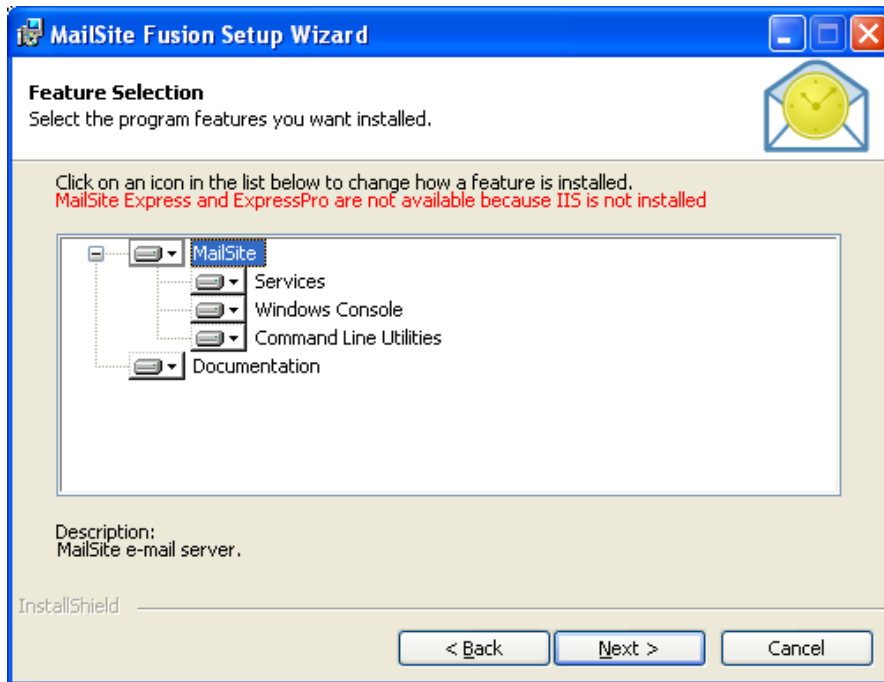 MailSite Fusion Setup Wizard
Feature Selection
Select the program features you want installed.
Click on an icon in the list below to change how a feature is installed.
MailSite Express and ExpressPro are not available because IIS is not installed
MailSite
Services
Windows Console
Command Line Utilities
Documentation
Description:
MailSite e-mail server.
InstallShield
< Back
Next >
Cancel